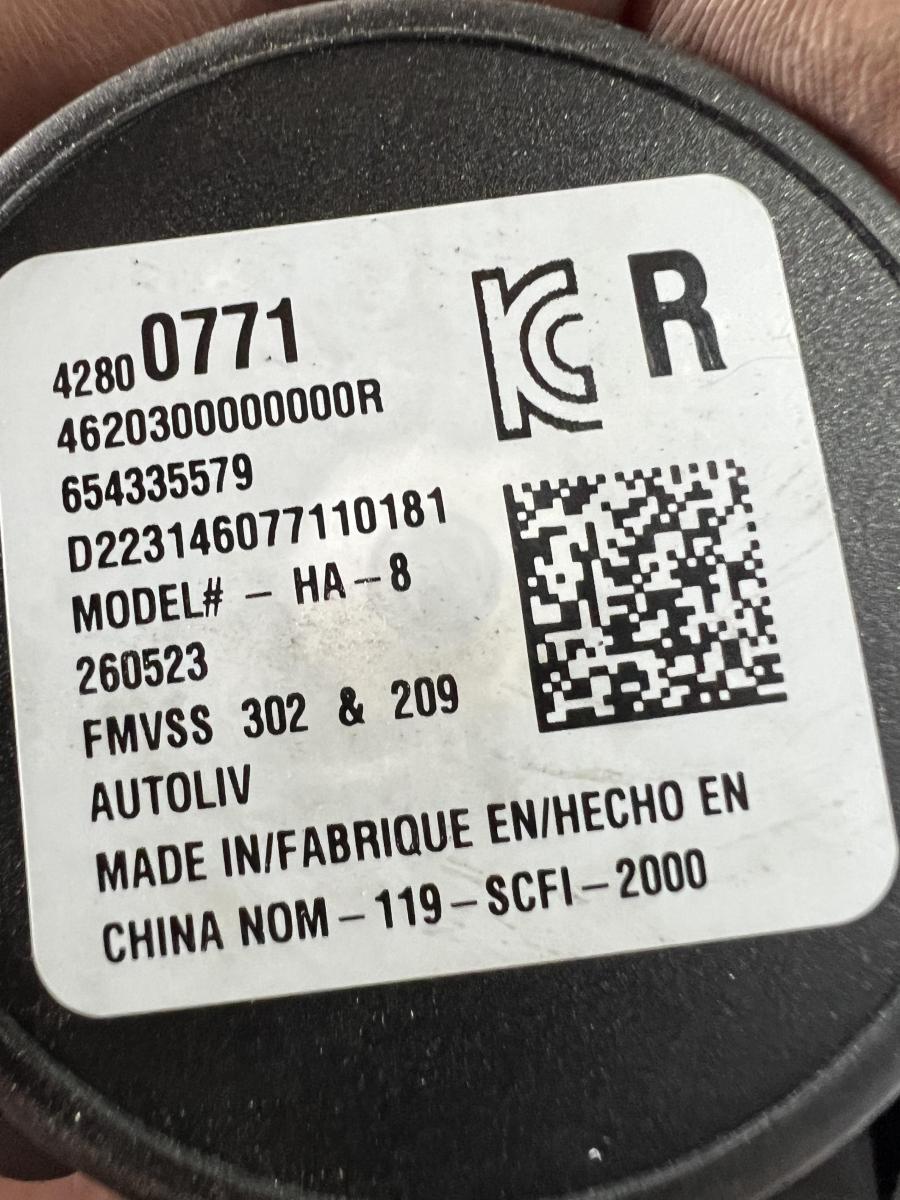 4280 0771
4620300000000R
654335579
D223146077110181
MODEL# - HA-8
260523
FMVSS 302 & 209
AUTOLIV
MADE IN/FABRIQUE EN/HECHO EN
CHINA NOM-119-SCFI-2000
KC
R